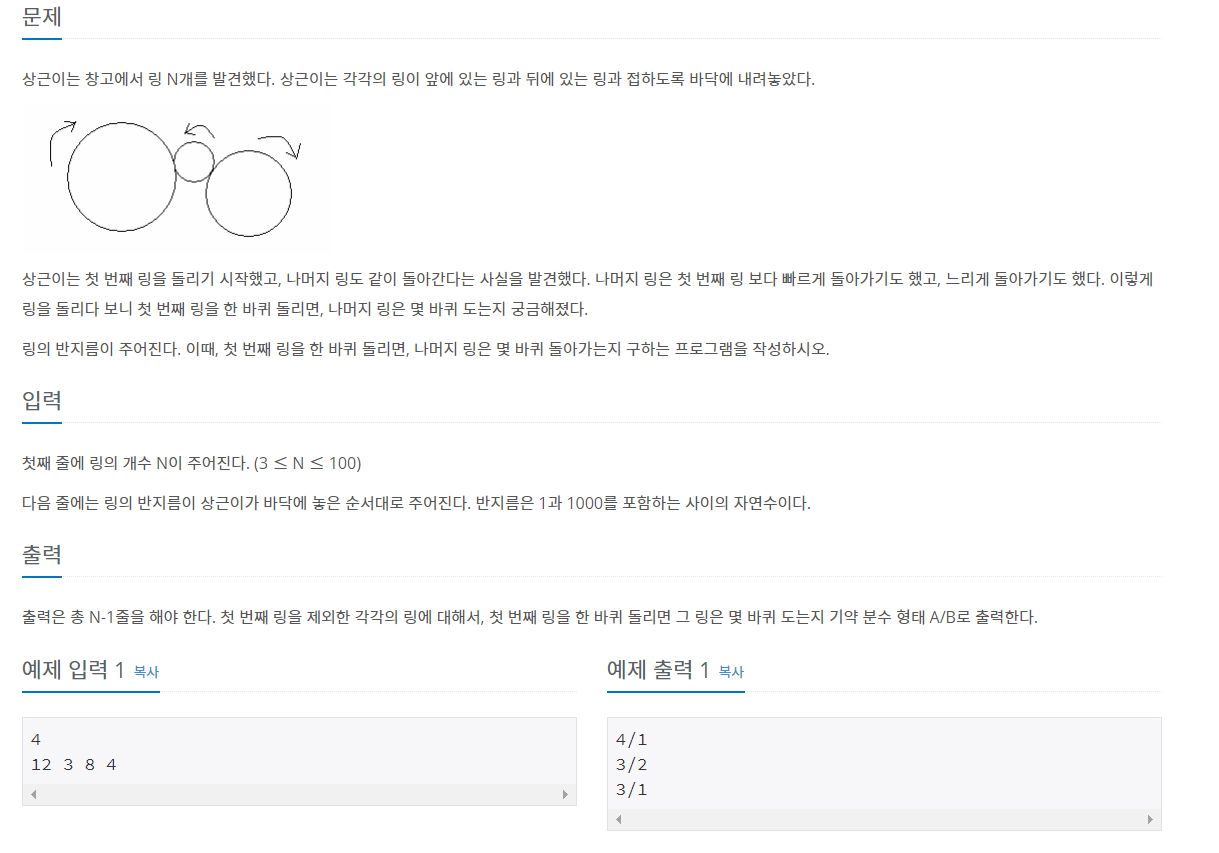 문제
상근이는 창고에서 링 N개를 발견했다. 상근이는 각각의 링이 앞에 있는 링과 뒤에 있는 링과 접하도록 바닥에 내려놓았다.
상근이는 첫 번째 링을 돌리기 시작했고, 나머지 링도 같이 돌아간다는 사실을 발견했다. 나머지 링은 첫 번째 링 보다 빠르게 돌아가기도 했고, 느리게 돌아가기도 했다. 이렇게
링을 돌리다 보니 첫 번째 링을 한 바퀴 돌리면, 나머지 링은 몇 바퀴 도는지 궁금해졌다.
링의 반지름이 주어진다. 이때, 첫 번째 링을 한 바퀴 돌리면, 나머지 링은 몇 바퀴 돌아가는지 구하는 프로그램을 작성하시오.
입력
첫째 줄에 링의 개수 N이 주어진다. (3 ≤ N ≤ 100)
다음 줄에는 링의 반지름이 상근이가 바닥에 놓은 순서대로 주어진다. 반지름은 1과 1000를 포함하는 사이의 자연수이다.
출력
출력은 총 N-1줄을 해야 한다. 첫 번째 링을 제외한 각각의 링에 대해서, 첫 번째 링을 한 바퀴 돌리면 그 링은 몇 바퀴 도는지 기약 분수 형태 A/B로 출력한다.
예제 입력 1 복사
4
12 3 8 4
예제 출력 1 복사
4/1
3/2
3/1